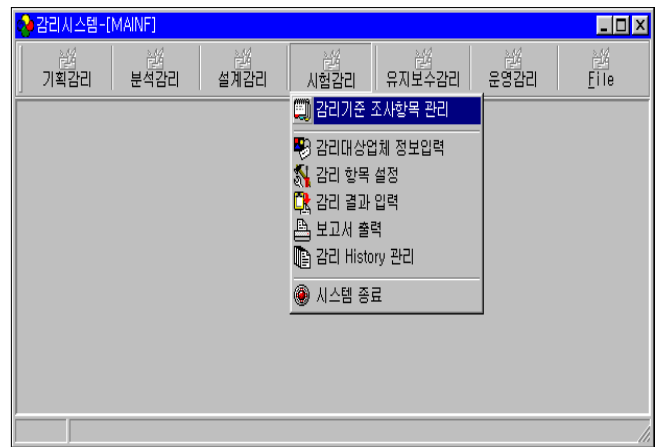 감리시스템-[MAINF]
기획감리 분석감리 설계감리 시험감리 유지보수감리 운영감리 File
감리기준 조사항목 관리
감리대상업체 정보입력
감리 항목 설정
감리 결과 입력
보고서 출력
감리 History 관리
시스템 종료